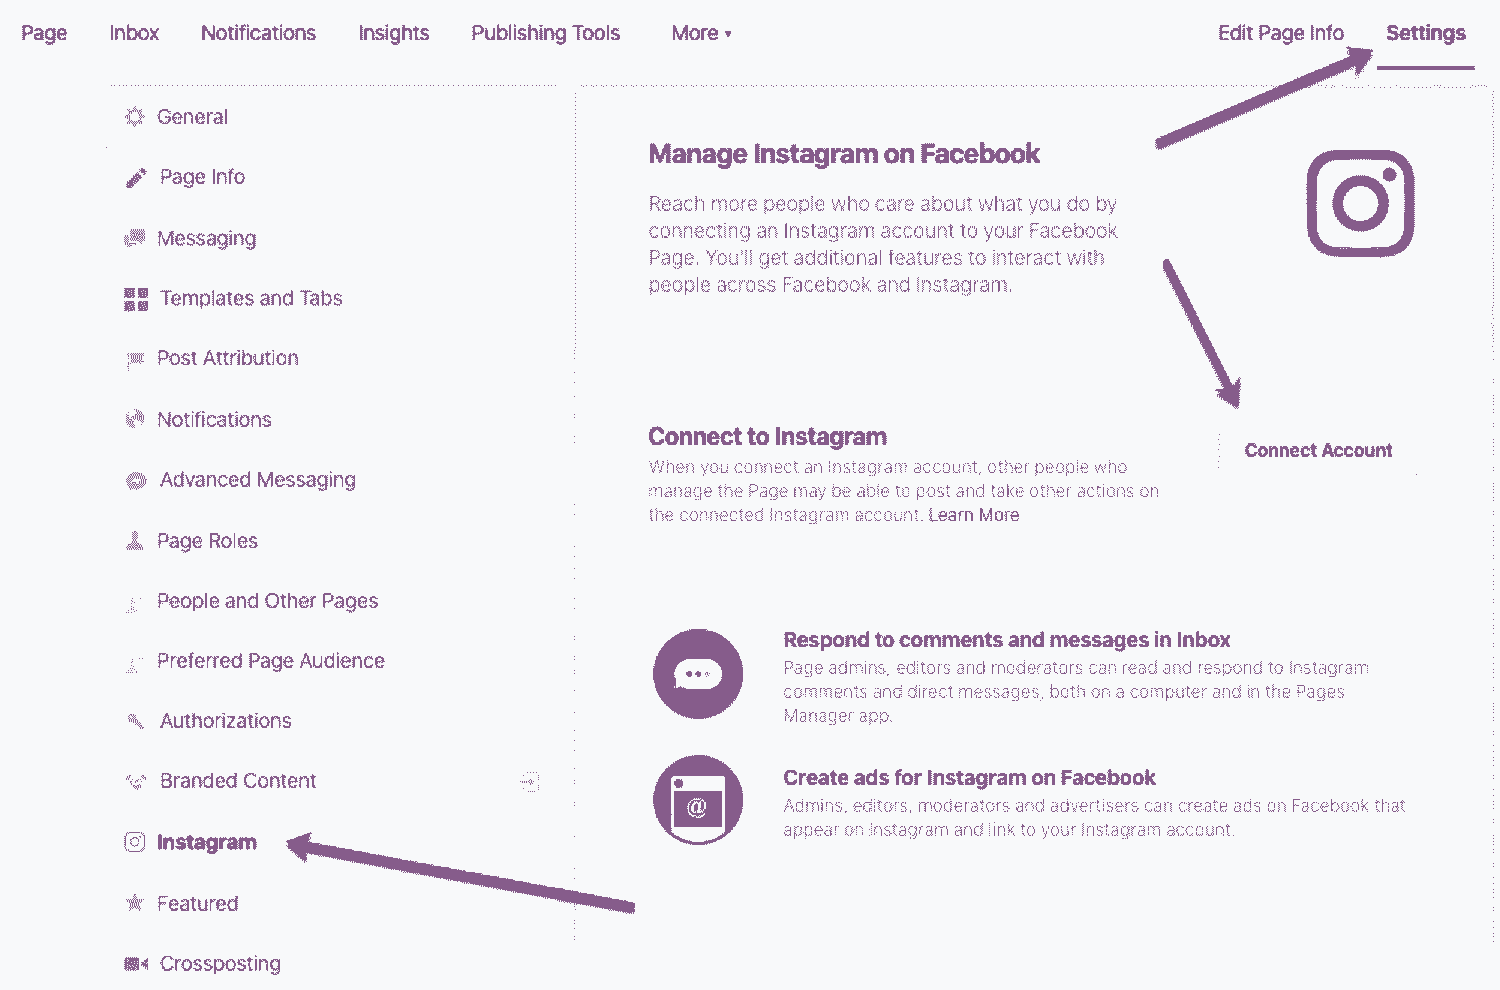 Page Inbox Notifications Insights Publishing Tools More ▾ Edit Page Info Settings
General
Page Info
Messaging
Templates and Tabs
Post Attribution
Notifications
Advanced Messaging
Page Roles
People and Other Pages
Preferred Page Audience
Authorizations
Branded Content
Instagram
Featured
Crossposting
Manage Instagram on Facebook
Reach more people who care about what you do by
connecting an Instagram account to your Facebook
Page. You'll get additional features to interact with
people across Facebook and Instagram.
Connect to Instagram
When you connect an Instagram account, other people who
manage the Page may be able to post and take other actions on
the connected Instagram account. Learn More
Connect Account
Respond to comments and messages in Inbox
Page admins, editors and moderators can read and respond to Instagram
comments and direct messages, both on a computer and in the Pages
Manager app.
@
Create ads for Instagram on Facebook
Admins, editors, moderators and advertisers can create ads on Facebook that
appear on Instagram and link to your Instagram account.